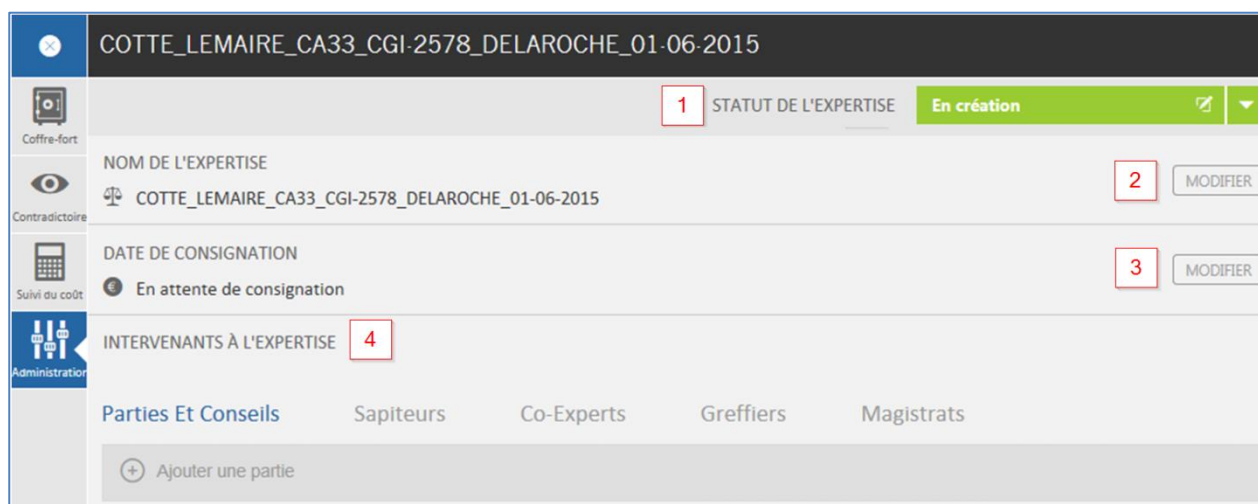 COTTE_LEMAIRE_CA33_CGI-2578_DELAROCHE_01-06-2015
Coffre-fort
1 STATUT DE L'EXPERTISE En création
NOM DE L'EXPERTISE
COTTE_LEMAIRE_CA33_CGI-2578_DELAROCHE_01-06-2015
2 MODIFIER
Contradictoire
DATE DE CONSIGNATION
En attente de consignation
3 MODIFIER
Suivi du coût
INTERVENANTS À L'EXPERTISE 4
Administration
Parties Et Conseils Sapiteurs Co-Experts Greffiers Magistrats
Ajouter une partie